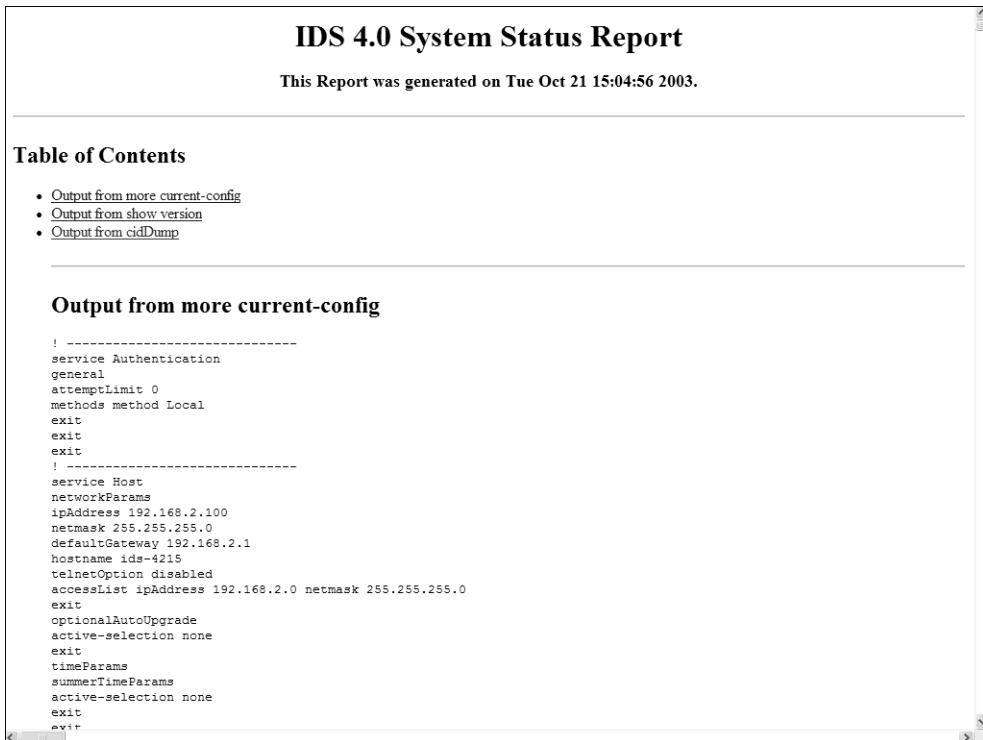 IDS 4.0 System Status Report
This Report was generated on Tue Oct 21 15:04:56 2003.
Table of Contents
• Output from more current-config
• Output from show version
• Output from cidDump
Output from more current-config
! ------------------------------
service Authentication
general
attemptLimit 0
methods method Local
exit
exit
exit
! ------------------------------
service Host
networkParams
ipAddress 192.168.2.100
netmask 255.255.255.0
defaultGateway 192.168.2.1
hostname ids-4215
telnetOption disabled
accessList ipAddress 192.168.2.0 netmask 255.255.255.0
exit
optionalAutoUpgrade
active-selection none
exit
timeParams
summerTimeParams
active-selection none
exit
exit